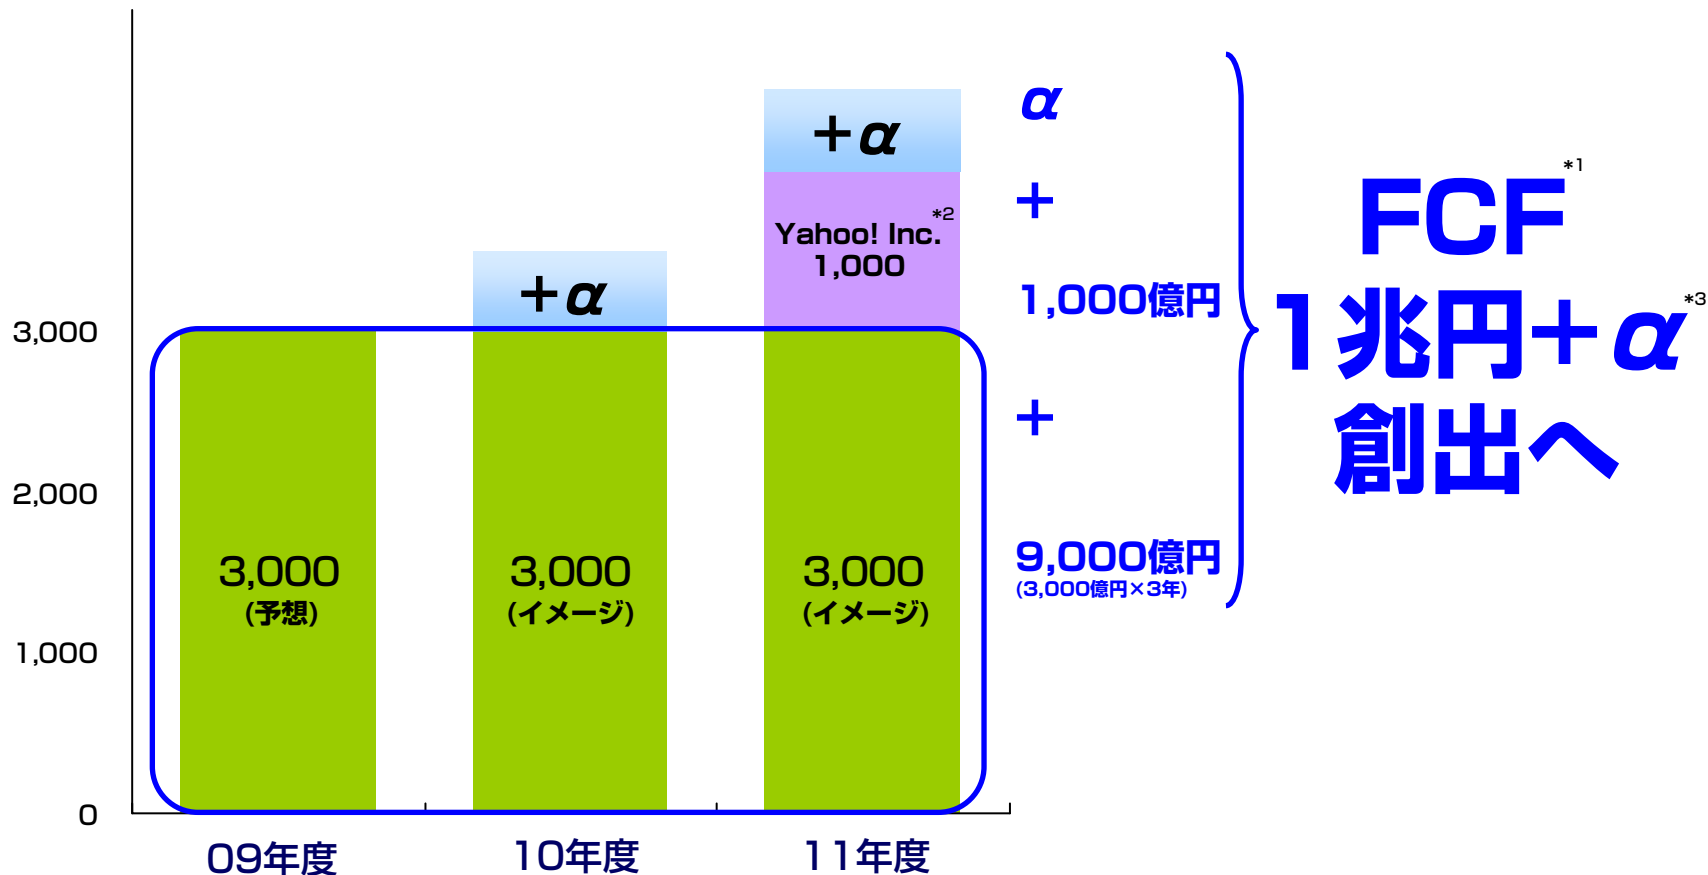 3,000
2,000
1,000
0
3,000
(予想)
09年度
+α
3,000
(イメージ)
10年度
+α
Yahoo! Inc.*2
1,000
3,000
(イメージ)
11年度
α
+
1,000億円
+
9,000億円
(3,000億円×3年)
FCF*1
1兆円+α*3
創出へ